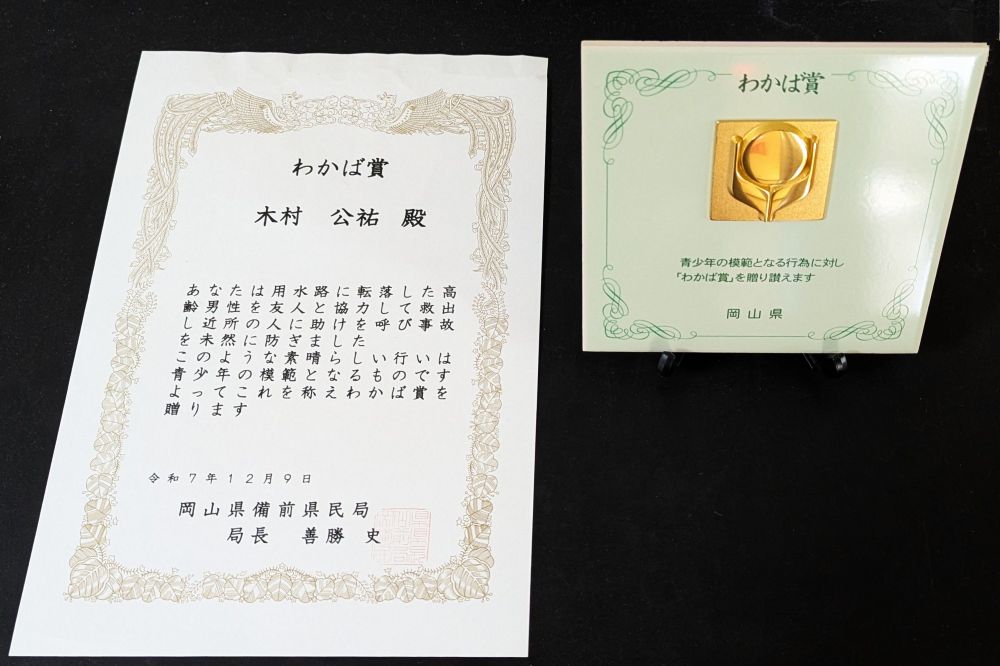 わかば賞
木村 公祐 殿
あなたは用水路に転落した高
齢男性を友人と協力して救出
し近所の人に助けを呼び事故
を未然に防ぎました
このような素晴らしい行いは
青少年の模範となるものです
よってこれを称えわかば賞を
贈ります
令和7年12月9日
岡山県備前県民局
局長 善勝 史
わかば賞
青少年の模範となる行為に対し
「わかば賞」を贈り讃えます
岡山県